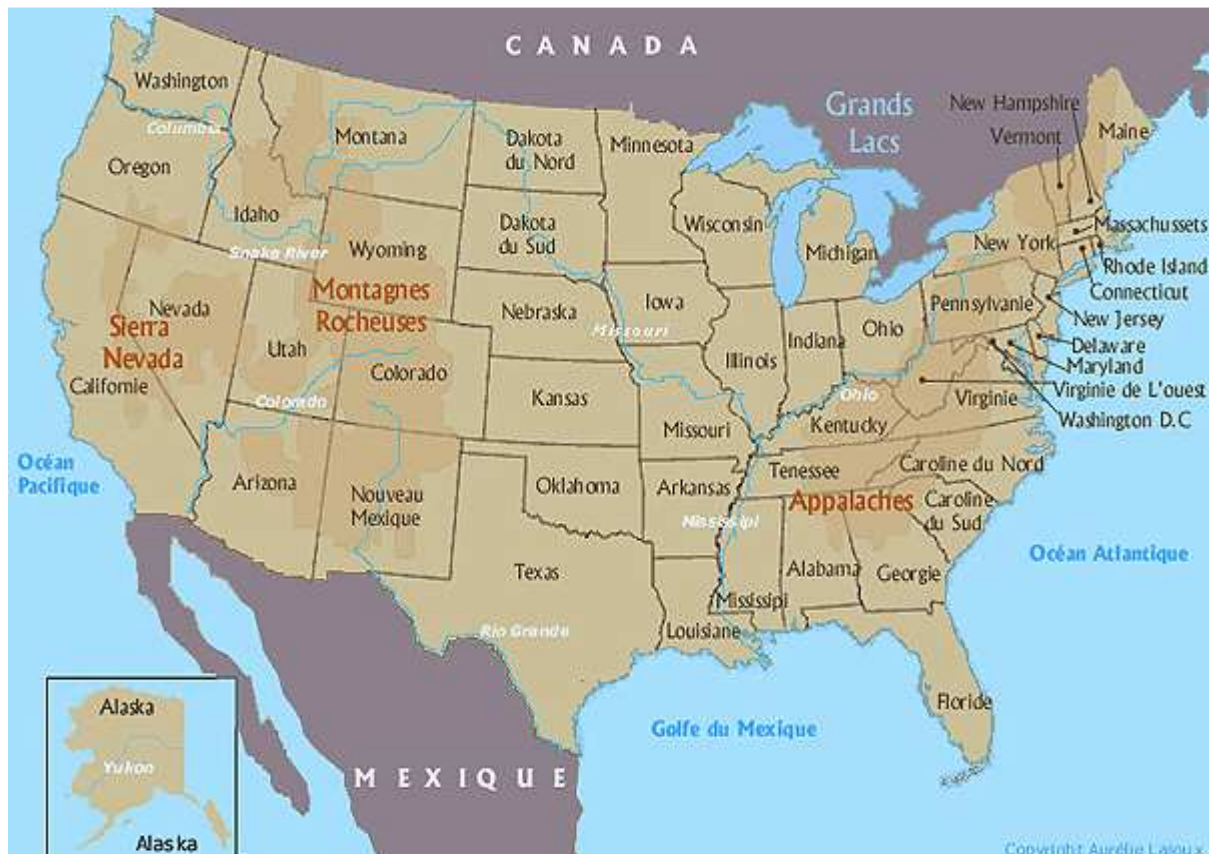 CANADA
Washington
Columbia
Montana
Dakota
du Nord
Minnesota
Grands
Lacs
New Hampshire
Vermont
Maine
Oregon
Idaho
Wyoming
Dakota
du Sud
Wisconsin
Michigan
New York
Massachussets
Rhode Island
Connecticut
New Jersey
Delaware
Maryland
Virginie de L'ouest
Washington D.C
Snake River
Nevada
Sierra
Nevada
Californie
Utah
Montagnes
Rocheuses
Colorado
Colorado
Nebraska
Iowa
Missouri
Illinois
Indiana
Ohio
Pennsylvanie
Kansas
Missouri
Ohio
Kentucky
Virginie
Océan
Pacifique
Arizona
Nouveau
Mexique
Oklahoma
Arkansas
Tenessee
Caroline du Nord
Appalaches
Caroline
du Sud
Mississipi
Océan Atlantique
Texas
Louisiane
Mississipi
Alabama
Georgie
Rio Grande
Floride
Golfe du Mexique
MEXIQUE
Alaska
Yukon
Alaska
Copyright Aurélie Lajoux